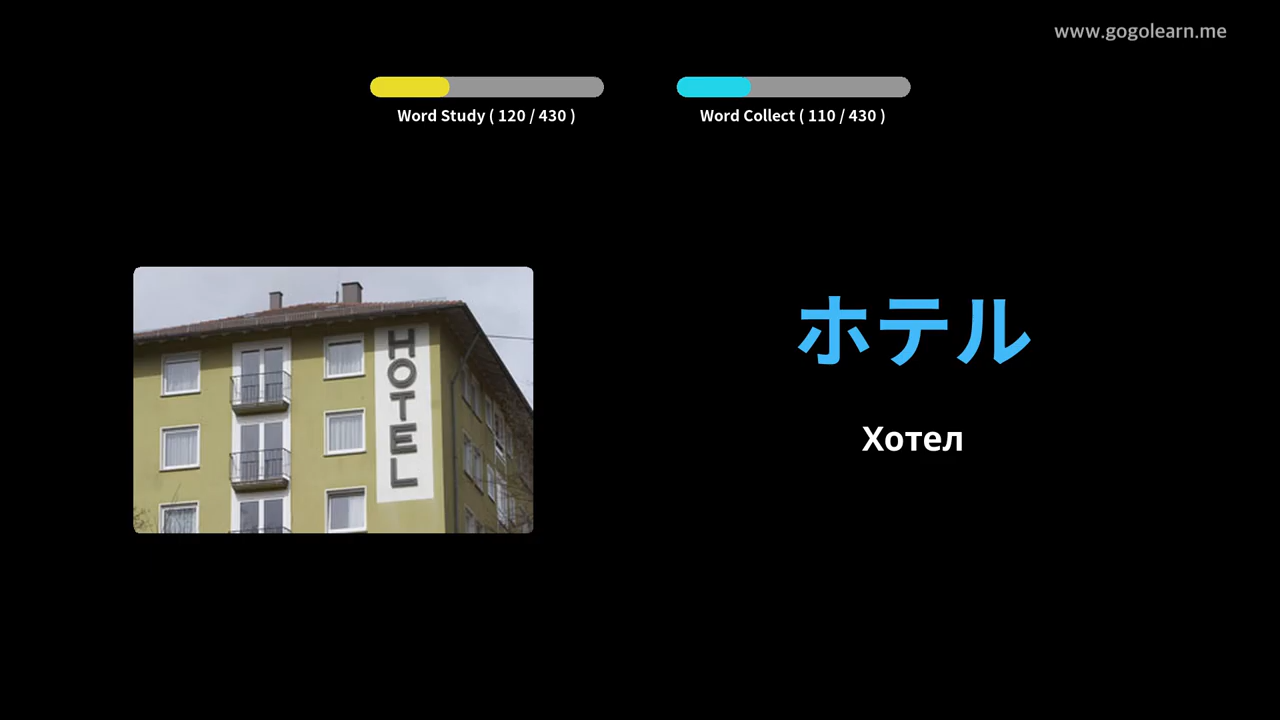 www.gogolearn.me
Word Study ( 120 / 430 )
Word Collect ( 110 / 430 )
HOTEL
ホテル
Хотел